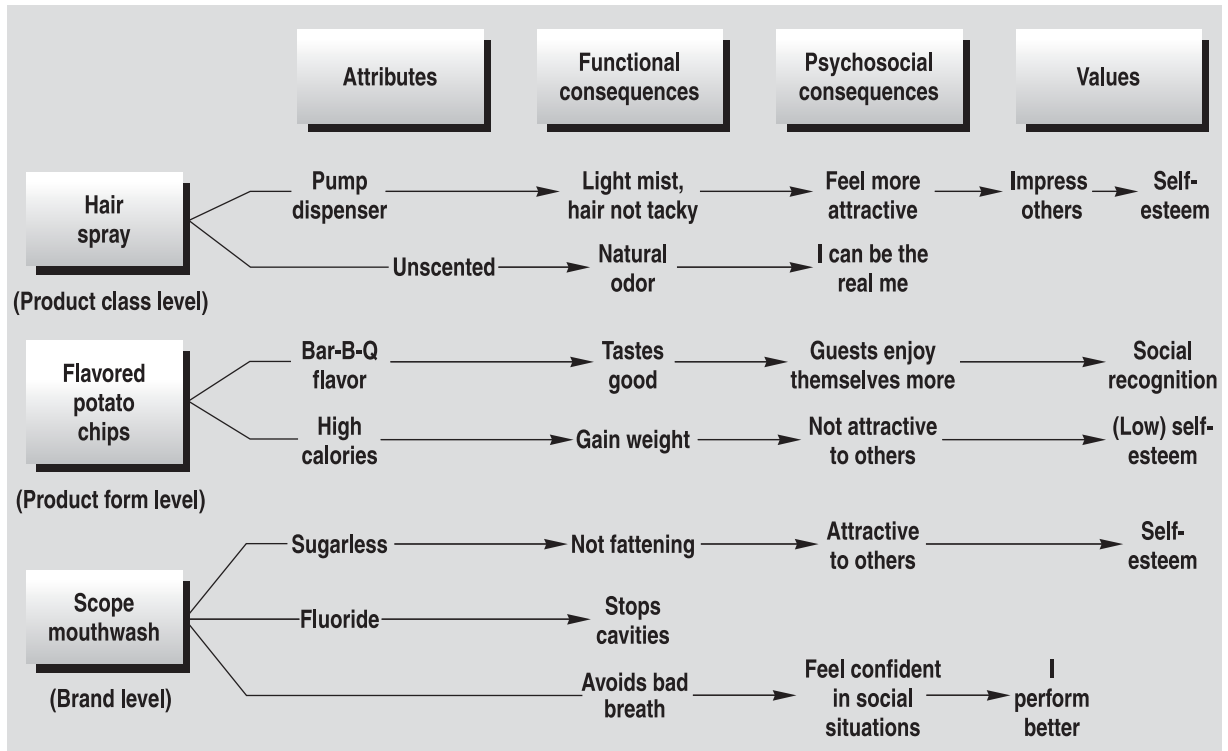 Attributes
Functional
consequences
Psychosocial
consequences
Values
Hair
spray
(Product class level)
Pump
dispenser
Light mist,
hair not tacky
Feel more
attractive
Impress
others
Self-
esteem
Unscented
Natural
odor
I can be the
real me
Flavored
potato
chips
(Product form level)
Bar-B-Q
flavor
Tastes
good
Guests enjoy
themselves more
Social
recognition
High
calories
Gain weight
Not attractive
to others
(Low) self-
esteem
Scope
mouthwash
(Brand level)
Sugarless
Not fattening
Attractive
to others
Self-
esteem
Fluoride
Stops
cavities
Avoids bad
breath
Feel confident
in social
situations
I
perform
better